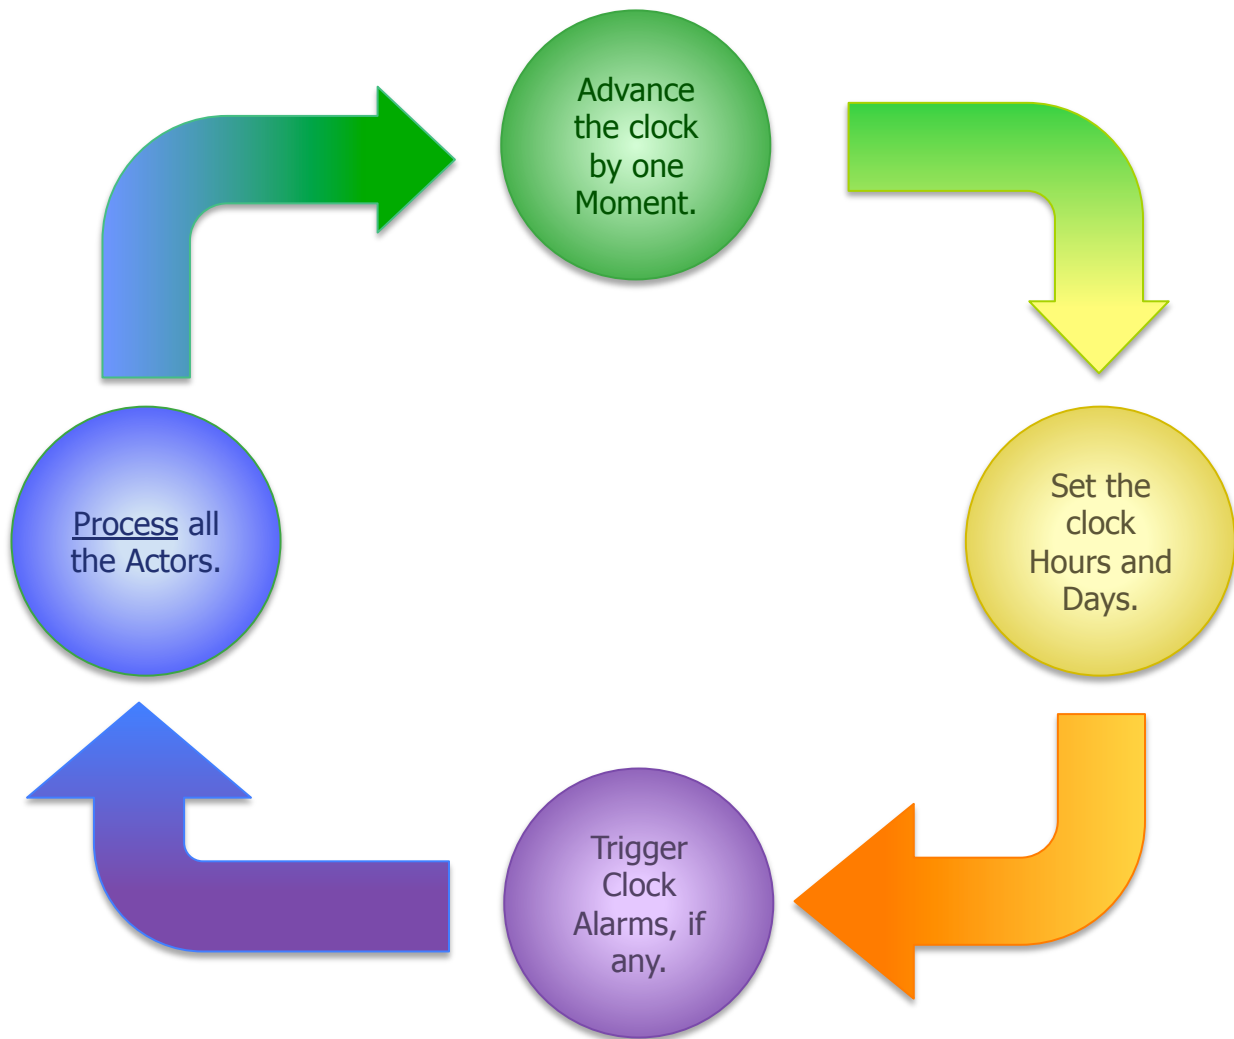 Advance
the clock
by one
Moment.
Set the
clock
Hours and
Days.
Trigger
Clock
Alarms, if
any.
Process all
the Actors.